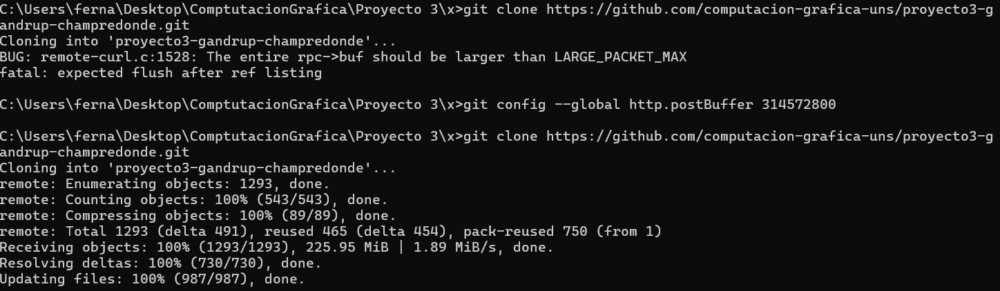 C:\Users\ferna\Desktop\ComptutacionGrafica\Proyecto 3\x>git clone https://github.com/computacion-grafica-uns/proyecto3-g
andrup-champredonde.git
Cloning into 'proyecto3-gandrup-champredonde'...
BUG: remote-curl.c:1528: The entire rpc->buf should be larger than LARGE_PACKET_MAX
fatal: expected flush after ref listing
C:\Users\ferna\Desktop\ComptutacionGrafica\Proyecto 3\x>git config --global http.postBuffer 314572800
C:\Users\ferna\Desktop\ComptutacionGrafica\Proyecto 3\x>git clone https://github.com/computacion-grafica-uns/proyecto3-g
andrup-champredonde.git
Cloning into 'proyecto3-gandrup-champredonde'...
remote: Enumerating objects: 1293, done.
remote: Counting objects: 100% (543/543), done.
remote: Compressing objects: 100% (89/89), done.
remote: Total 1293 (delta 491), reused 465 (delta 454), pack-reused 750 (from 1)
Receiving objects: 100% (1293/1293), 225.95 MiB | 1.89 MiB/s, done.
Resolving deltas: 100% (730/730), done.
Updating files: 100% (987/987), done.